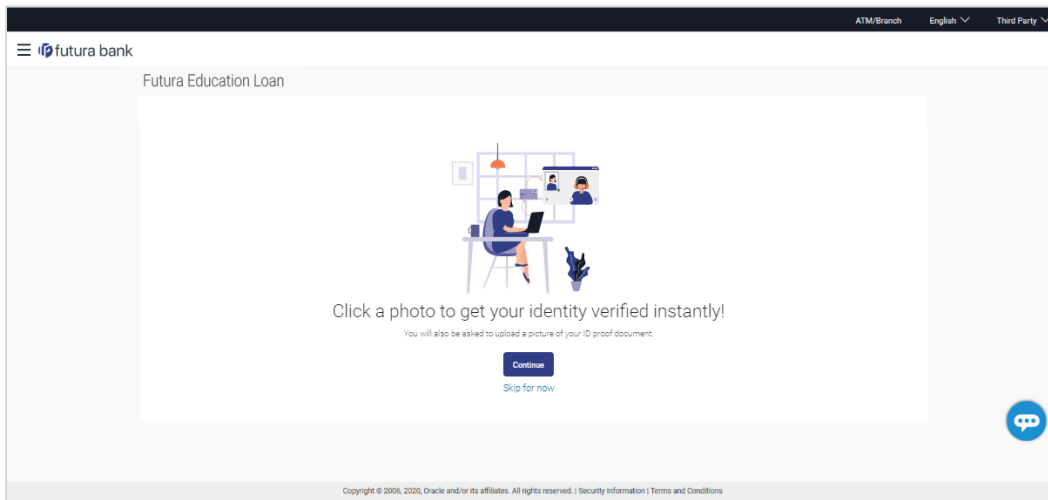 ATM/Branch English Third Party
futura bank
Futura Education Loan
Click a photo to get your identity verified instantly!
You will also be asked to upload a picture of your ID proof document.
Continue
Skip for now
Copyright © 2006, 2020, Oracle and/or its affiliates. All rights reserved. | Security Information | Terms and Conditions